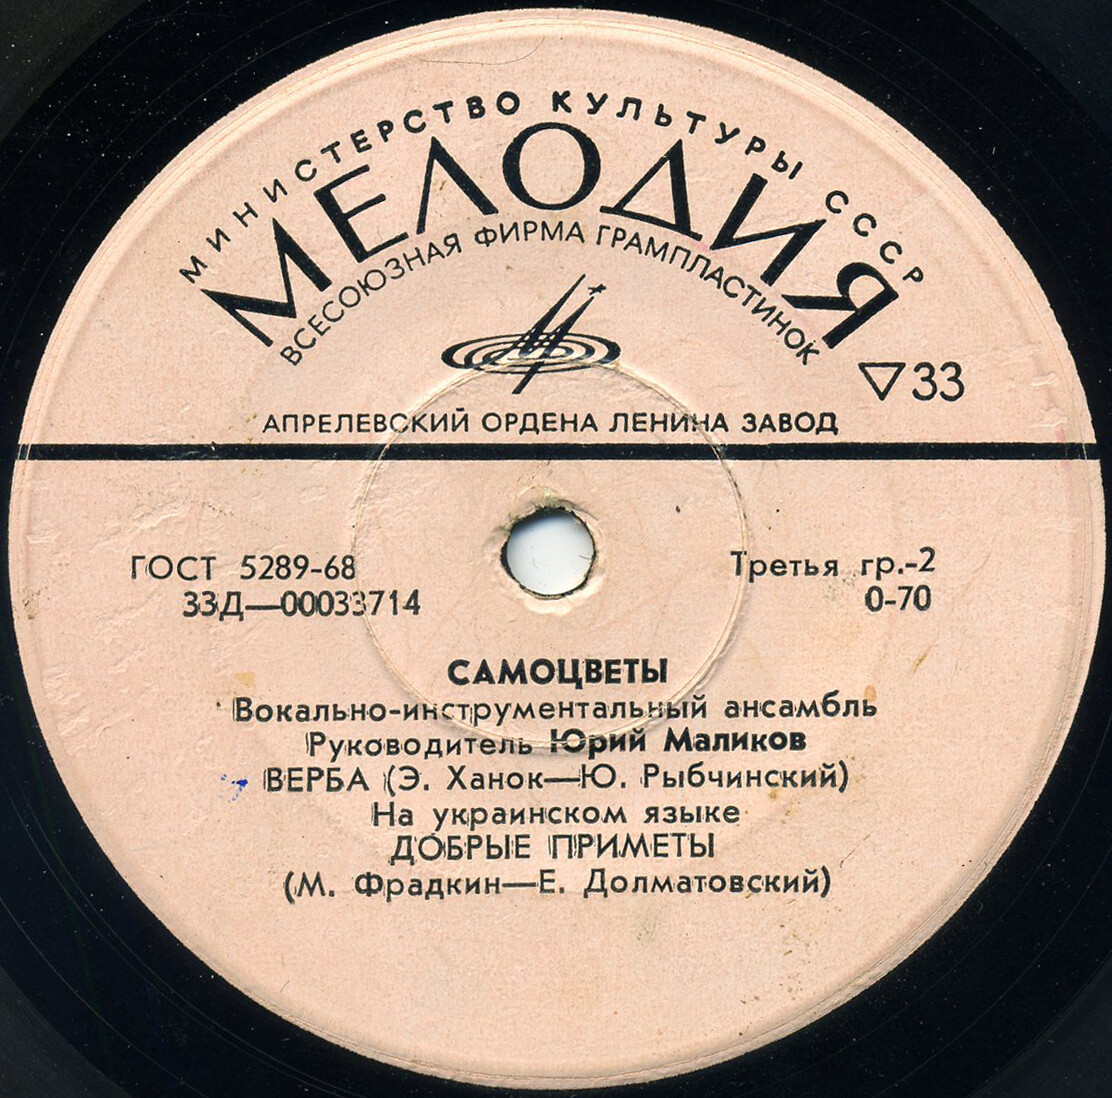 МИНИСТЕРСТВО КУЛЬТУРЫ СССР
МЕЛОДИЯ
ВСЕСОЮЗНАЯ ФИРМА ГРАМПЛАСТИНОК
33
АПРЕЛЕВСКИЙ ОРДЕНА ЛЕНИНА ЗАВОД
ГОСТ 5289-68
Третья гр.-2
33Д—00033714
0-70
САМОЦВЕТЫ
Вокально-инструментальный ансамбль
Руководитель Юрий Маликов
ВЕРБА (Э. Ханок—Ю. Рыбчинский)
На украинском языке
ДОБРЫЕ ПРИМЕТЫ
(М. Фрадкин—Е. Долматовский)